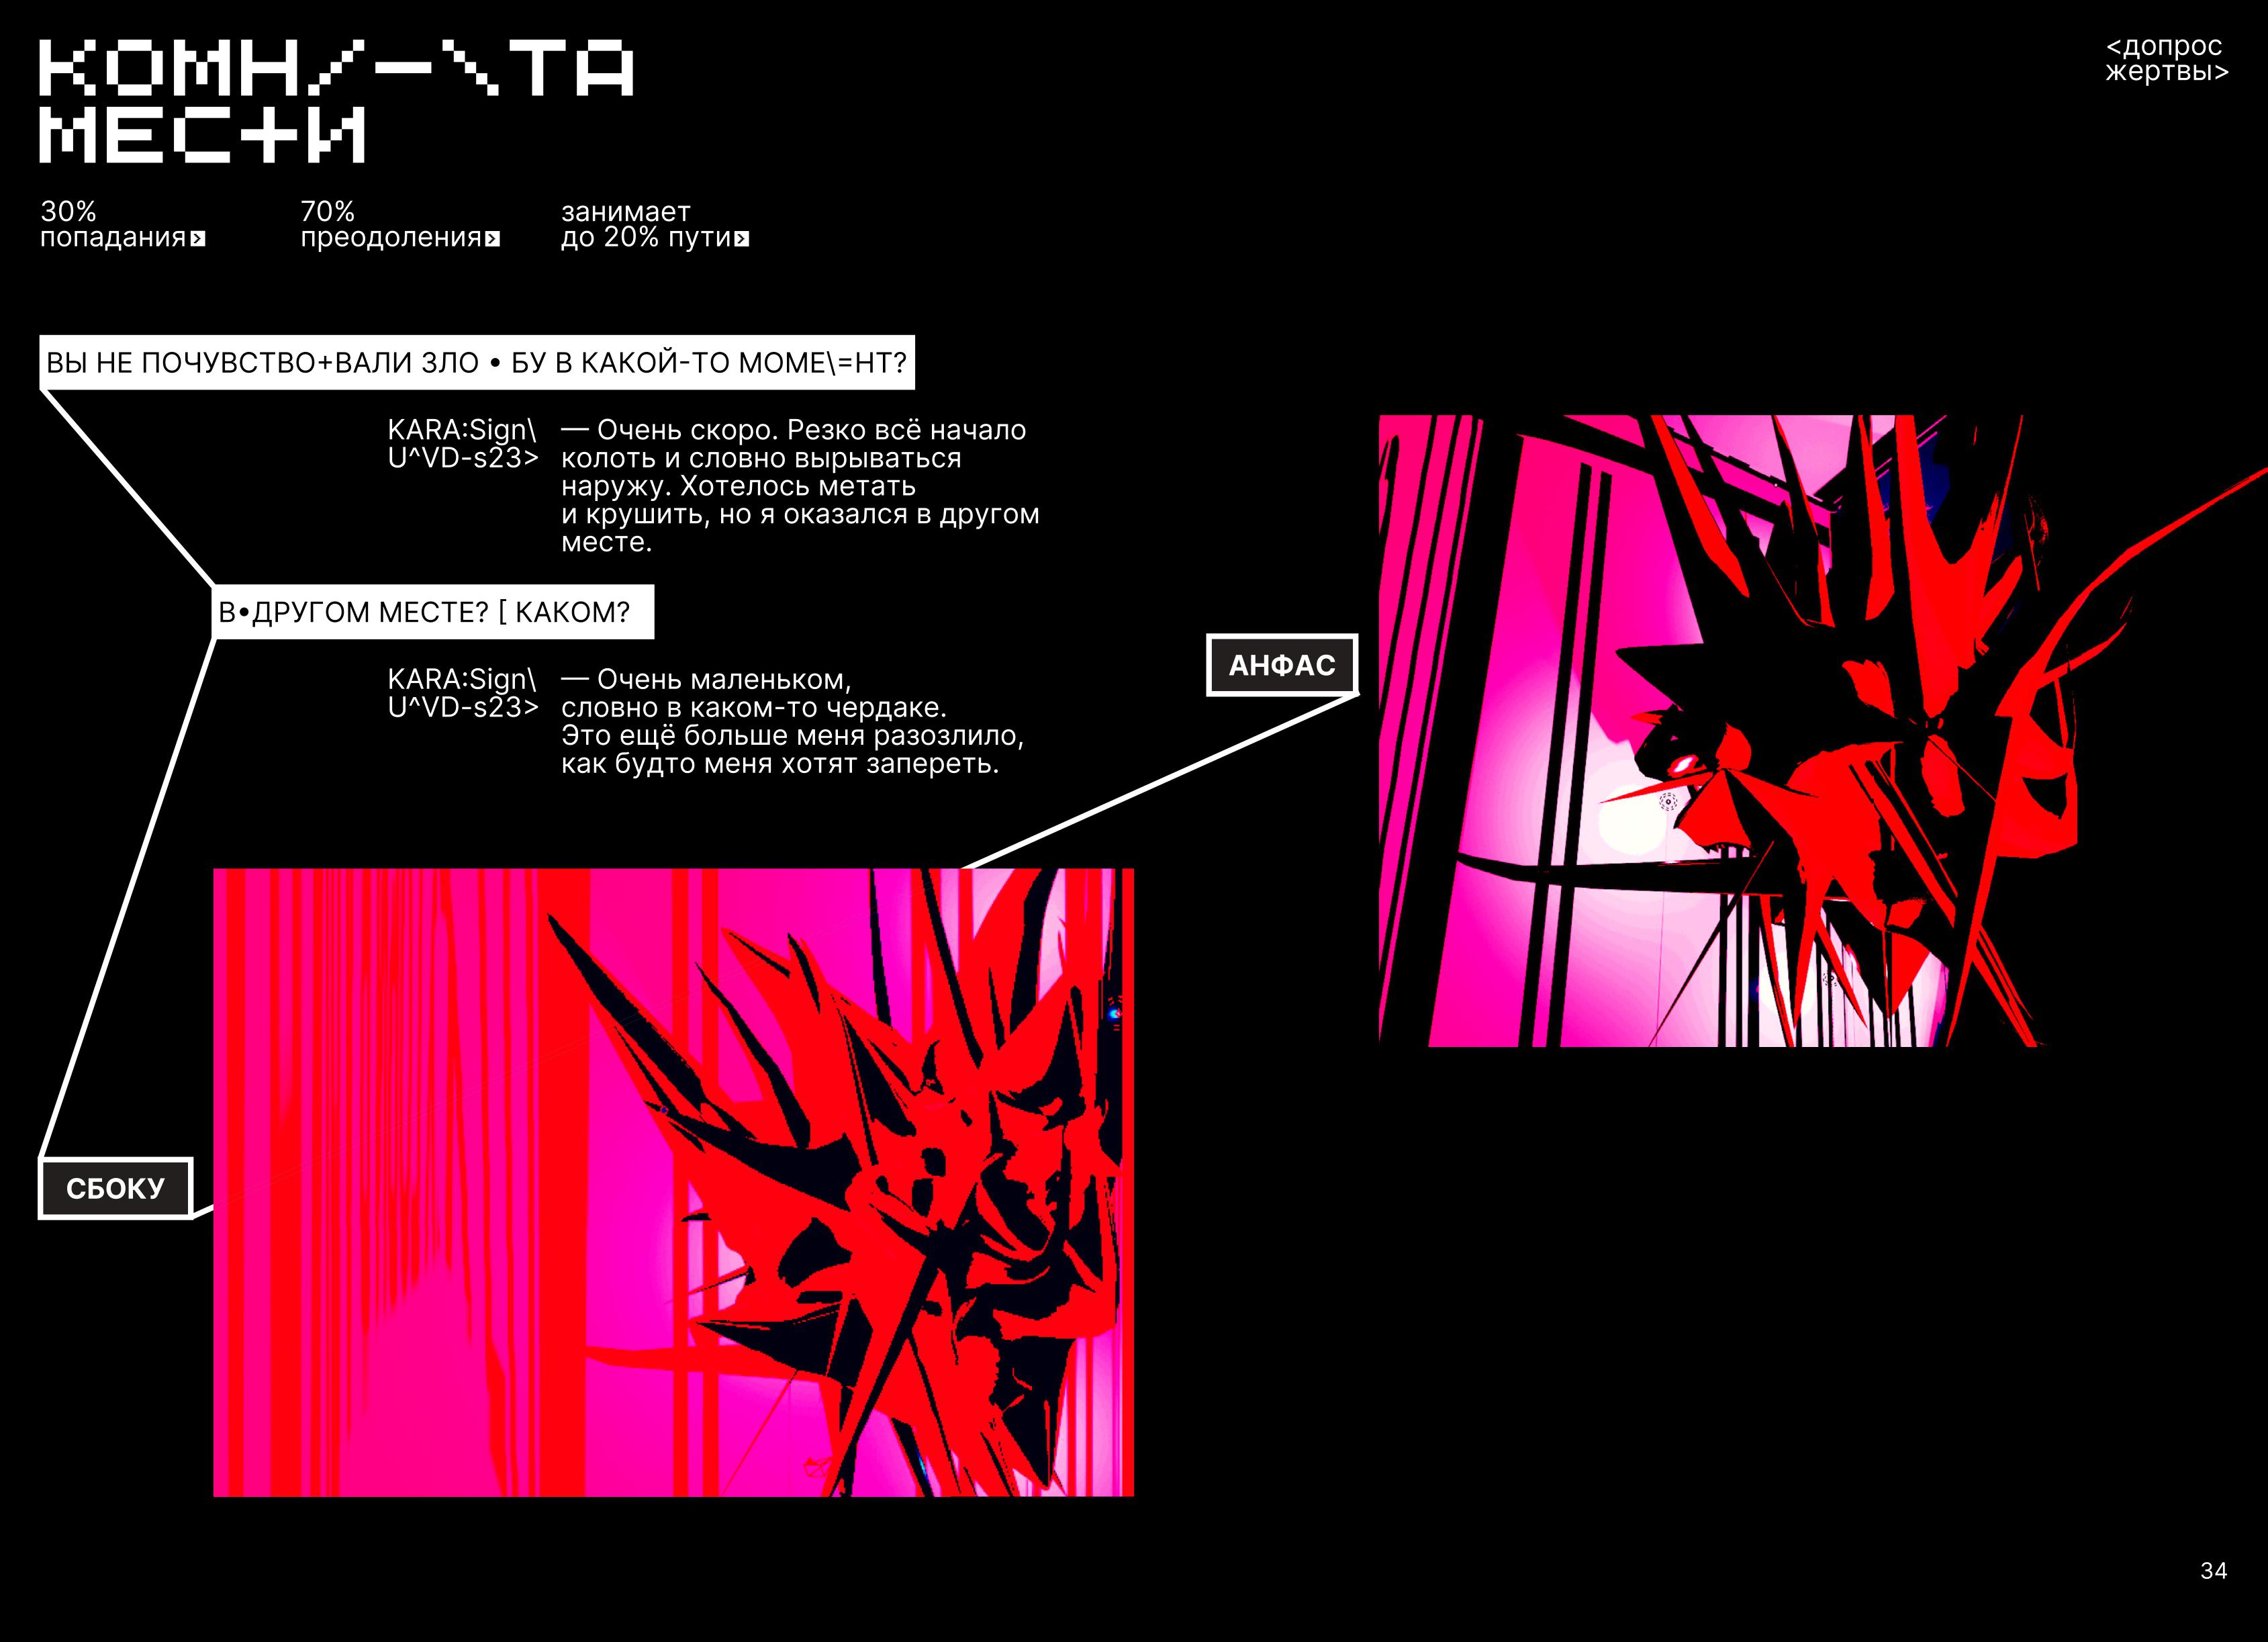 КОМН/—\ТА
МЕС+И
<допрос
жертвы>
30%
попадания
70%
преодоления
занимает
до 20% пути
ВЫ НЕ ПОЧУВСТВО+ВАЛИ ЗЛО • БУ В КАКОЙ-ТО МОМЕ\=НТ?
KARA:Sign\
U^VD-s23>
— Очень скоро. Резко всё начало
колоть и словно вырываться
наружу. Хотелось метать
и крушить, но я оказался в другом
месте.
В•ДРУГОМ МЕСТЕ? [ КАКОМ?
KARA:Sign\
U^VD-s23>
— Очень маленьком,
словно в каком-то чердаке.
Это ещё больше меня разозлило,
как будто меня хотят запереть.
АНФАС
СБОКУ
34